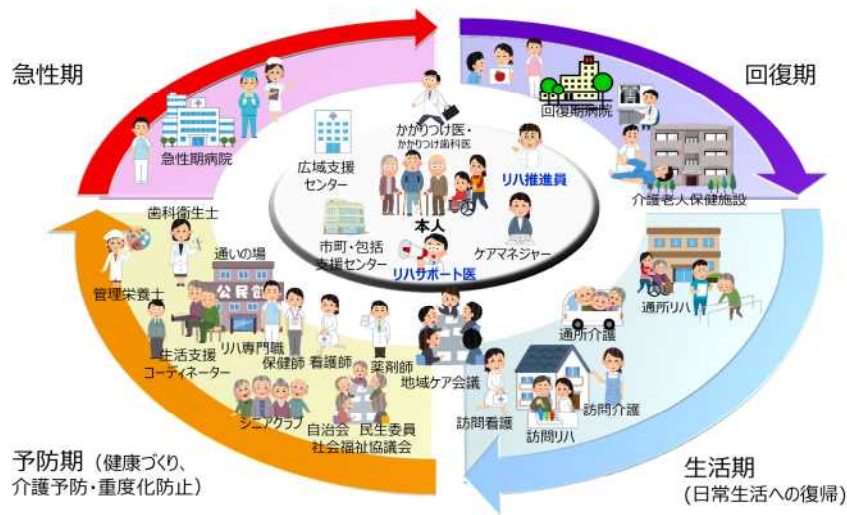 急性期
回復期
急性期病院
かかりつけ医・
かかりつけ歯科医
回復期病院
広域支援
センター
リハ推進員
介護老人保健施設
本人
市町・包括
支援センター
ケアマネジャー
リハサポート医
歯科衛生士
管理栄養士
通いの場
公民館
生活支援
コーディネーター
リハ専門職
保健師
看護師
薬剤師
地域ケア会議
通所リハ
通所介護
訪問看護
訪問リハ
訪問介護
シニアクラブ
自治会 民生委員
社会福祉協議会
予防期（健康づくり、
介護予防・重度化防止）
生活期
(日常生活への復帰)